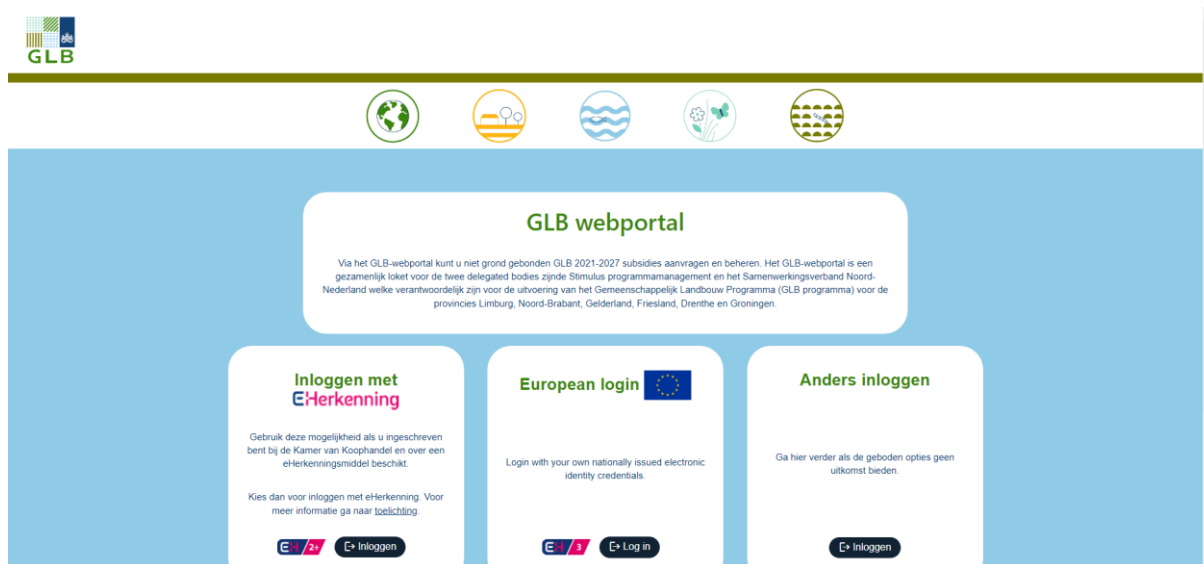 GLB
GLB webportal
Via het GLB-webportal kunt u niet grond gebonden GLB 2021-2027 subsidies aanvragen en beheren. Het GLB-webportal is een
gezamenlijk loket voor de twee delegated bodies zijnde Stimulus programmamanagement en het Samenwerkingsverband Noord-
Nederland welke verantwoordelijk zijn voor de uitvoering van het Gemeenschappelijk Landbouw Programma (GLB programma) voor de
provincies Limburg, Noord-Brabant, Gelderland, Friesland, Drenthe en Groningen.
Inloggen met
eHerkenning
Gebruik deze mogelijkheid als u ingeschreven
bent bij de Kamer van Koophandel en over een
eHerkenningsmiddel beschikt.
Kies dan voor inloggen met eHerkenning. Voor
meer informatie ga naar toelichting.
EH 2+ Inloggen
European login
Login with your own nationally issued electronic
identity credentials.
EH 3 Log in
Anders inloggen
Ga hier verder als de geboden opties geen
uitkomst bieden.
Inloggen